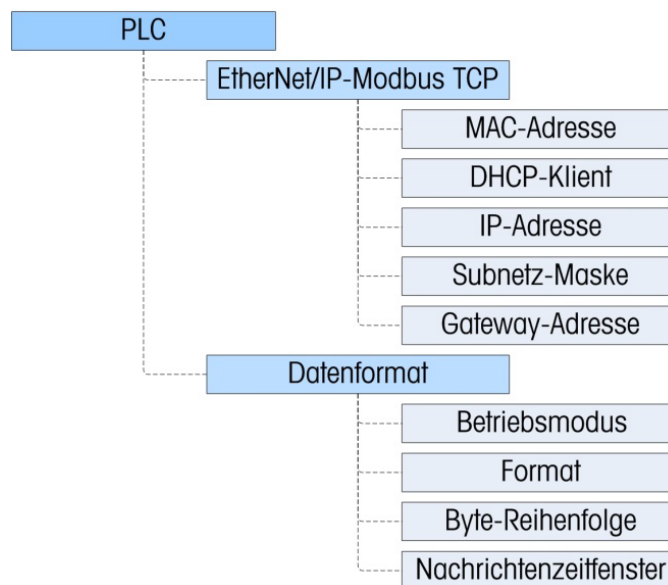 PLC
EtherNet/IP-Modbus TCP
MAC-Adresse
DHCP-Klient
IP-Adresse
Subnetz-Maske
Gateway-Adresse
Datenformat
Betriebsmodus
Format
Byte-Reihenfolge
Nachrichtenzeitfenster